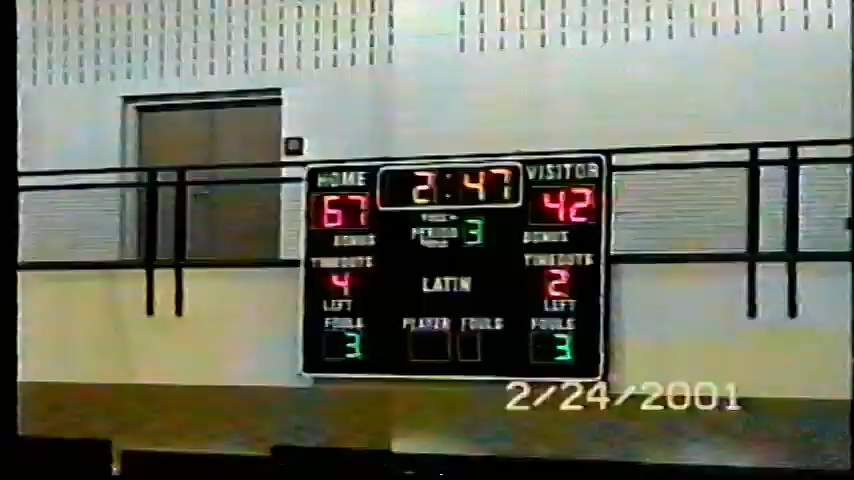 HOME 2:47 VISITOR
67 42
PERIOD 3
BONUS BONUS
TIMEOUTS TIMEOUTS
4 LATIN 2
LEFT LEFT
FOULS PLAYER FOULS FOULS
3 3
2/24/2001